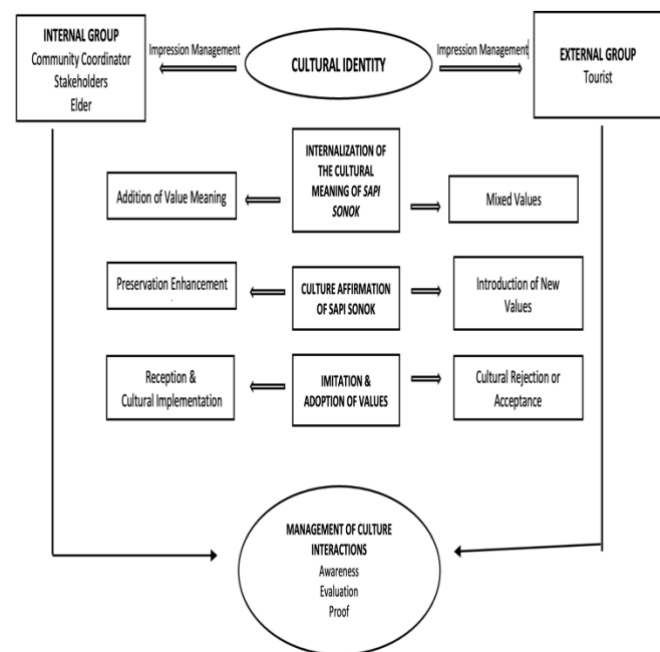 INTERNAL GROUP
Community Coordinator
Stakeholders
Elder
Impression Management
CULTURAL IDENTITY
Impression Management
EXTERNAL GROUP
Tourist
INTERNALIZATION OF
THE CULTURAL
MEANING OF SAPI
SONOK
Addition of Value Meaning
Mixed Values
Preservation Enhancement
CULTURE AFFIRMATION
OF SAPI SONOK
Introduction of New
Values
Reception &
Cultural Implementation
IMITATION &
ADOPTION OF VALUES
Cultural Rejection or
Acceptance
MANAGEMENT OF CULTURE
INTERACTIONS
Awareness
Evaluation
Proof